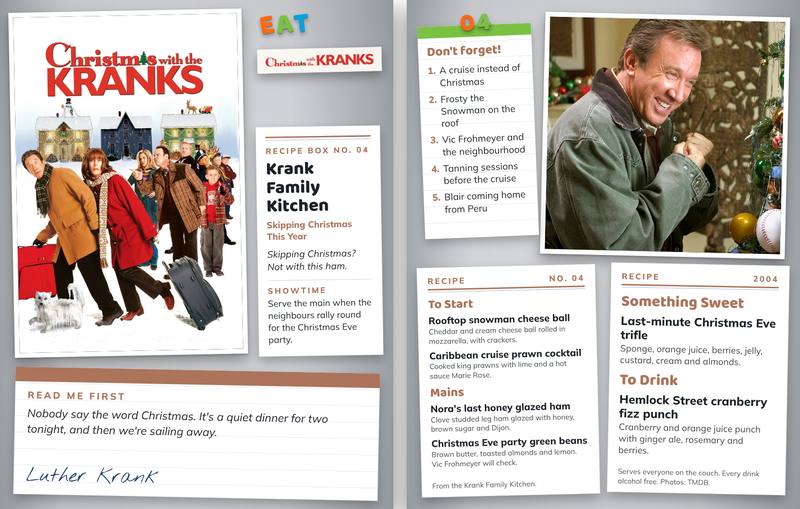 EAT
Christmas with the
KRANKS
Christmas with the KRANKS
RECIPE BOX NO. 04
Krank
Family
Kitchen
Skipping Christmas
This Year
Skipping Christmas?
Not with this ham.
SHOWTIME
Serve the main when the
neighbours rally round
for the Christmas Eve
party.
READ ME FIRST
Nobody say the word Christmas. It's a quiet dinner for two
tonight, and then we're sailing away.
Luther Krank
04
Don't forget!
1. A cruise instead of
Christmas
2. Frosty the
Snowman on the
roof
3. Vic Frohmeyer and
the neighbourhood
4. Tanning sessions
before the cruise
5. Blair coming home
from Peru
RECIPE NO. 04
To Start
Rooftop snowman cheese ball
Cheddar and cream cheese ball rolled in
mozzarella, with crackers.
Caribbean cruise prawn cocktail
Cooked king prawns with lime and a hot
sauce Marie Rose.
Mains
Nora's last honey glazed ham
Clove studded leg ham glazed with honey,
brown sugar and Dijon.
Christmas Eve party green beans
Brown butter, toasted almonds and lemon.
Vic Frohmeyer will check.
From the Krank Family Kitchen.
RECIPE 2004
Something Sweet
Last-minute Christmas Eve
trifle
Sponge, orange juice, berries, jelly,
custard, cream and almonds.
To Drink
Hemlock Street cranberry
fizz punch
Cranberry and orange juice punch
with ginger ale, rosemary and
berries.
Serves everyone on the couch. Every drink
alcohol free. Photos: TMDB.